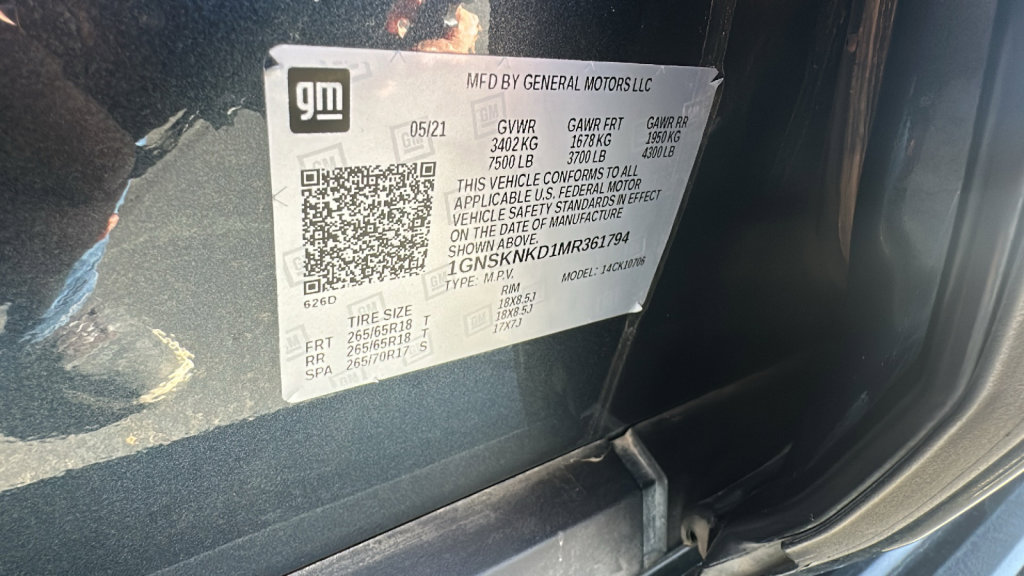 gm
MFD BY GENERAL MOTORS LLC
05/21 GVWR GAWR FRT GAWR RR
3402 KG 1678 KG 1950 KG
7500 LB 3700 LB 4300 LB
THIS VEHICLE CONFORMS TO ALL
APPLICABLE U.S. FEDERAL MOTOR
VEHICLE SAFETY STANDARDS IN EFFECT
ON THE DATE OF MANUFACTURE
SHOWN ABOVE.
1GNSKNKD1MR361794
626D
TYPE: M.P.V. MODEL: 14CK10706
TIRE SIZE RIM
FRT 265/65R18 T 18X8.5J
RR 265/65R18 T 18X8.5J
SPA 265/70R17 S 17X7J